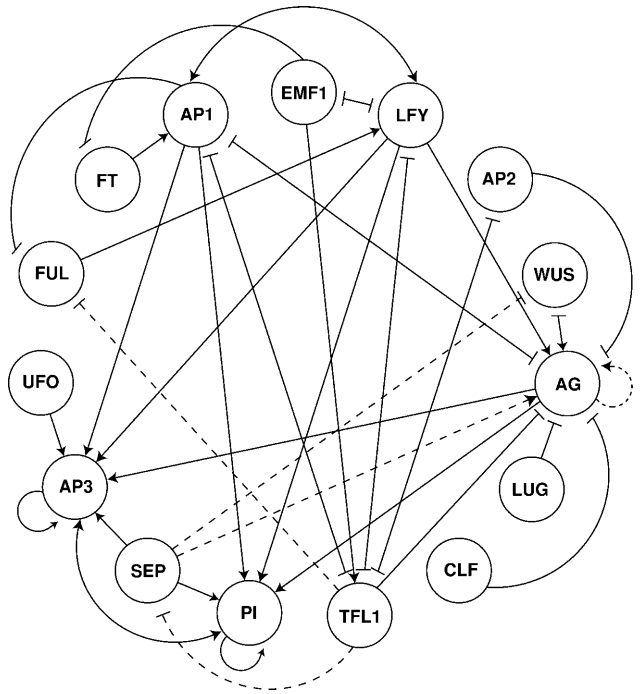 EMF1
AP1
LFY
FT
AP2
FUL
WUS
UFO
AG
AP3
LUG
SEP
CLF
PI
TFL1